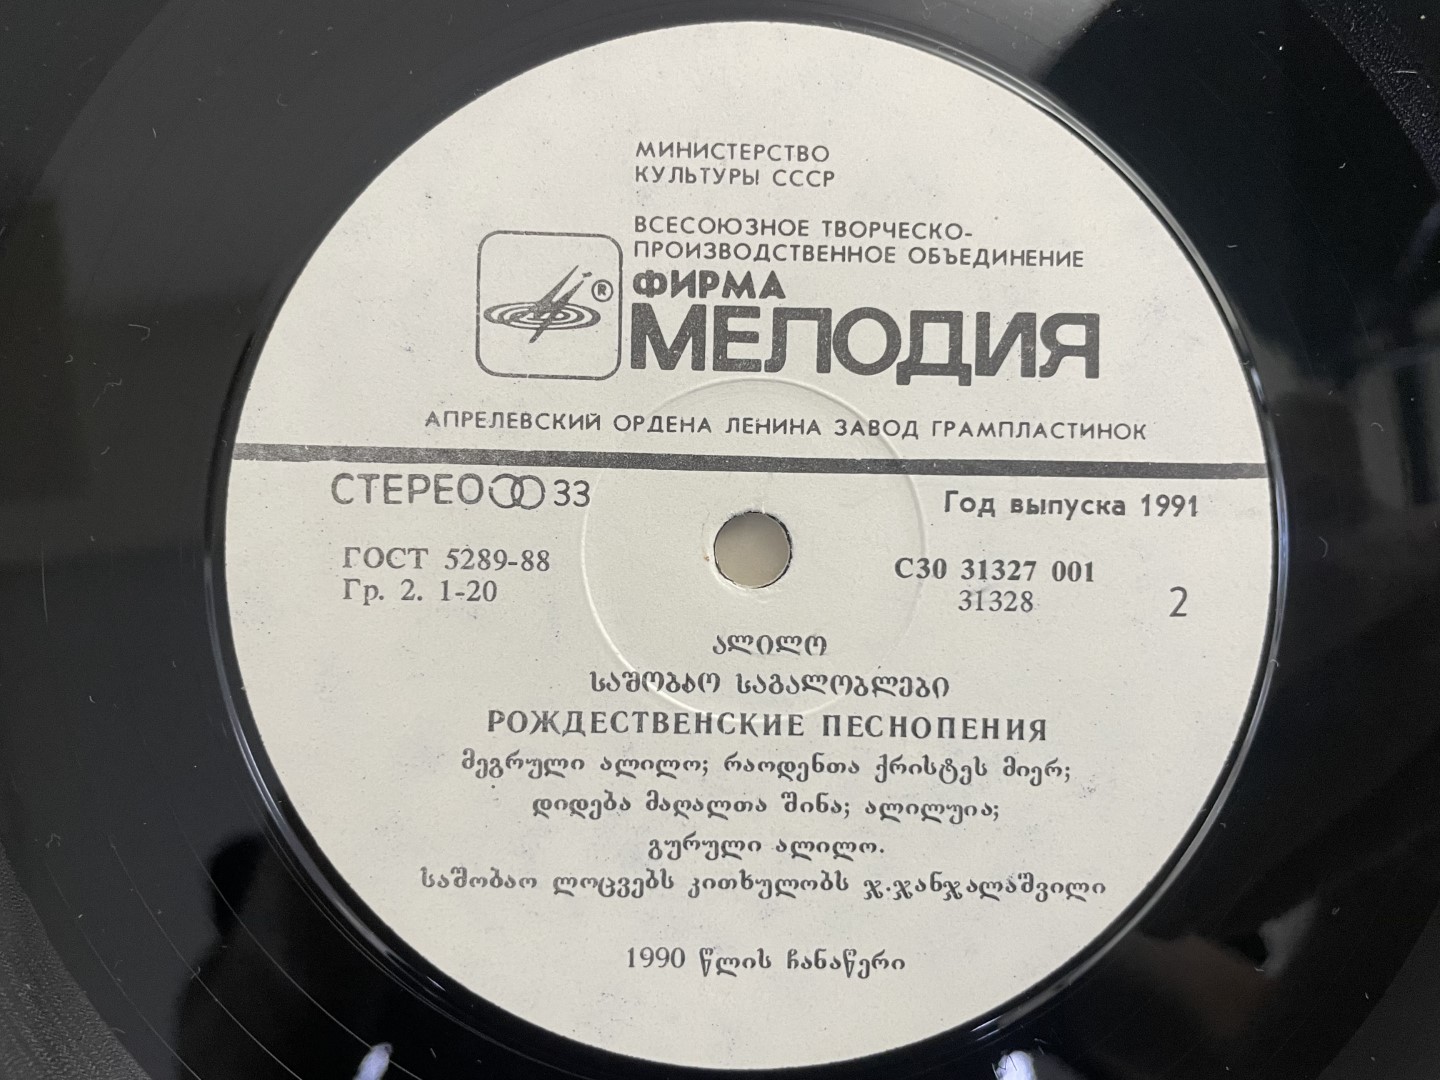 МИНИСТЕРСТВО
КУЛЬТУРЫ СССР
ВСЕСОЮЗНОЕ ТВОРЧЕСКО-
ПРОИЗВОДСТВЕННОЕ ОБЪЕДИНЕНИЕ
®
ФИРМА
МЕЛОДИЯ
АПРЕЛЕВСКИЙ ОРДЕНА ЛЕНИНА ЗАВОД ГРАМПЛАСТИНОК
СТЕРЕО 33
Год выпуска 1991
ГОСТ 5289-88
Гр. 2. 1-20
С30 31327 001
31328
2
ალილო
საშობაო საგალობლები
РОЖДЕСТВЕНСКИЕ ПЕСНОПЕНИЯ
მეგრული ალილო; რაოდენთა ქრისტეს მიერ;
დიდება მაღალთა შინა; ალილუია;
გურული ალილო.
საშობაო ლოცვებს კითხულობს ჯ.ჯანჯალაშვილი
1990 წლის ჩანაწერი